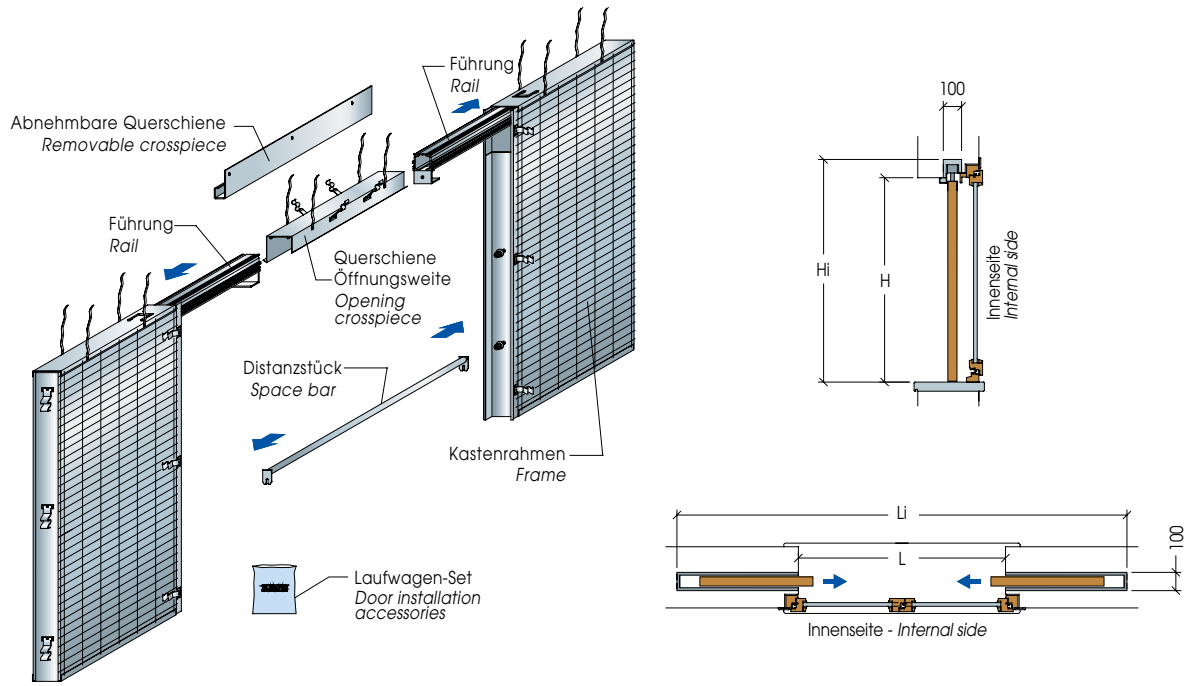 Führung
Rail
Abnehmbare Querschiene
Removable crosspiece
Führung
Rail
Querschiene
Öffnungsweite
Opening
crosspiece
Distanzstück
Space bar
Kastenrahmen
Frame
Laufwagen-Set
Door installation
accessories
100
Hi
H
Innenseite
Internal side
Li
L
100
Innenseite - Internal side